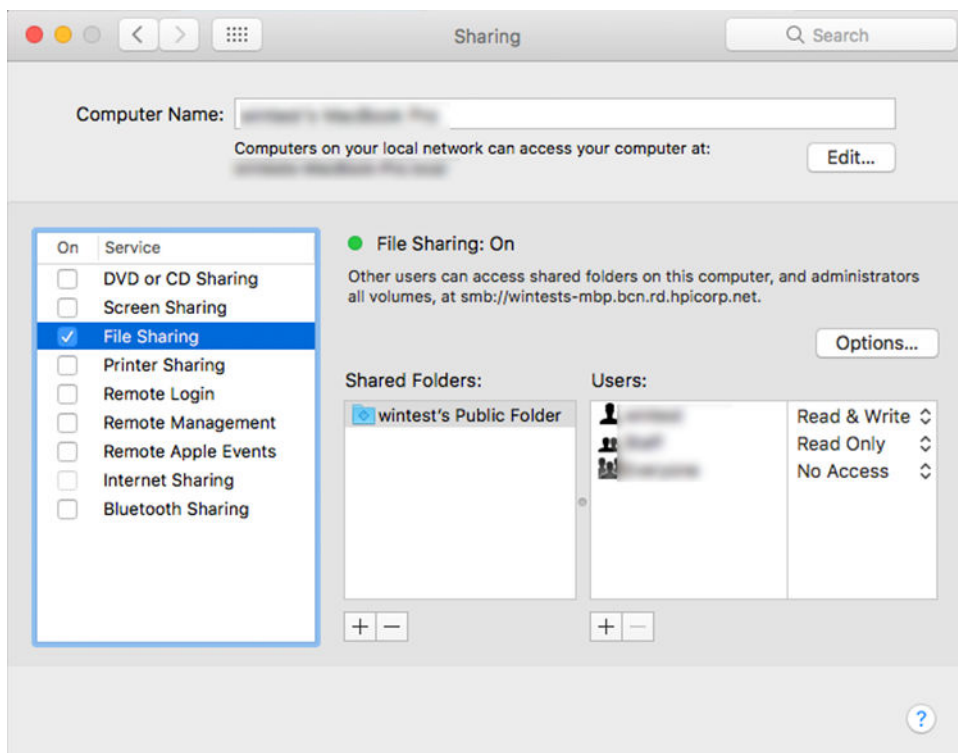 Sharing
Search
Computer Name:
Computers on your local network can access your computer at:
Edit...
On Service
DVD or CD Sharing
Screen Sharing
File Sharing
Printer Sharing
Remote Login
Remote Management
Remote Apple Events
Internet Sharing
Bluetooth Sharing
File Sharing: On
Other users can access shared folders on this computer, and administrators
all volumes, at smb://wintests-mbp.bcn.rd.hpicorp.net.
Options...
Shared Folders:
wintest’s Public Folder
Users:
Read & Write
Read Only
No Access
+ −
+ −
?